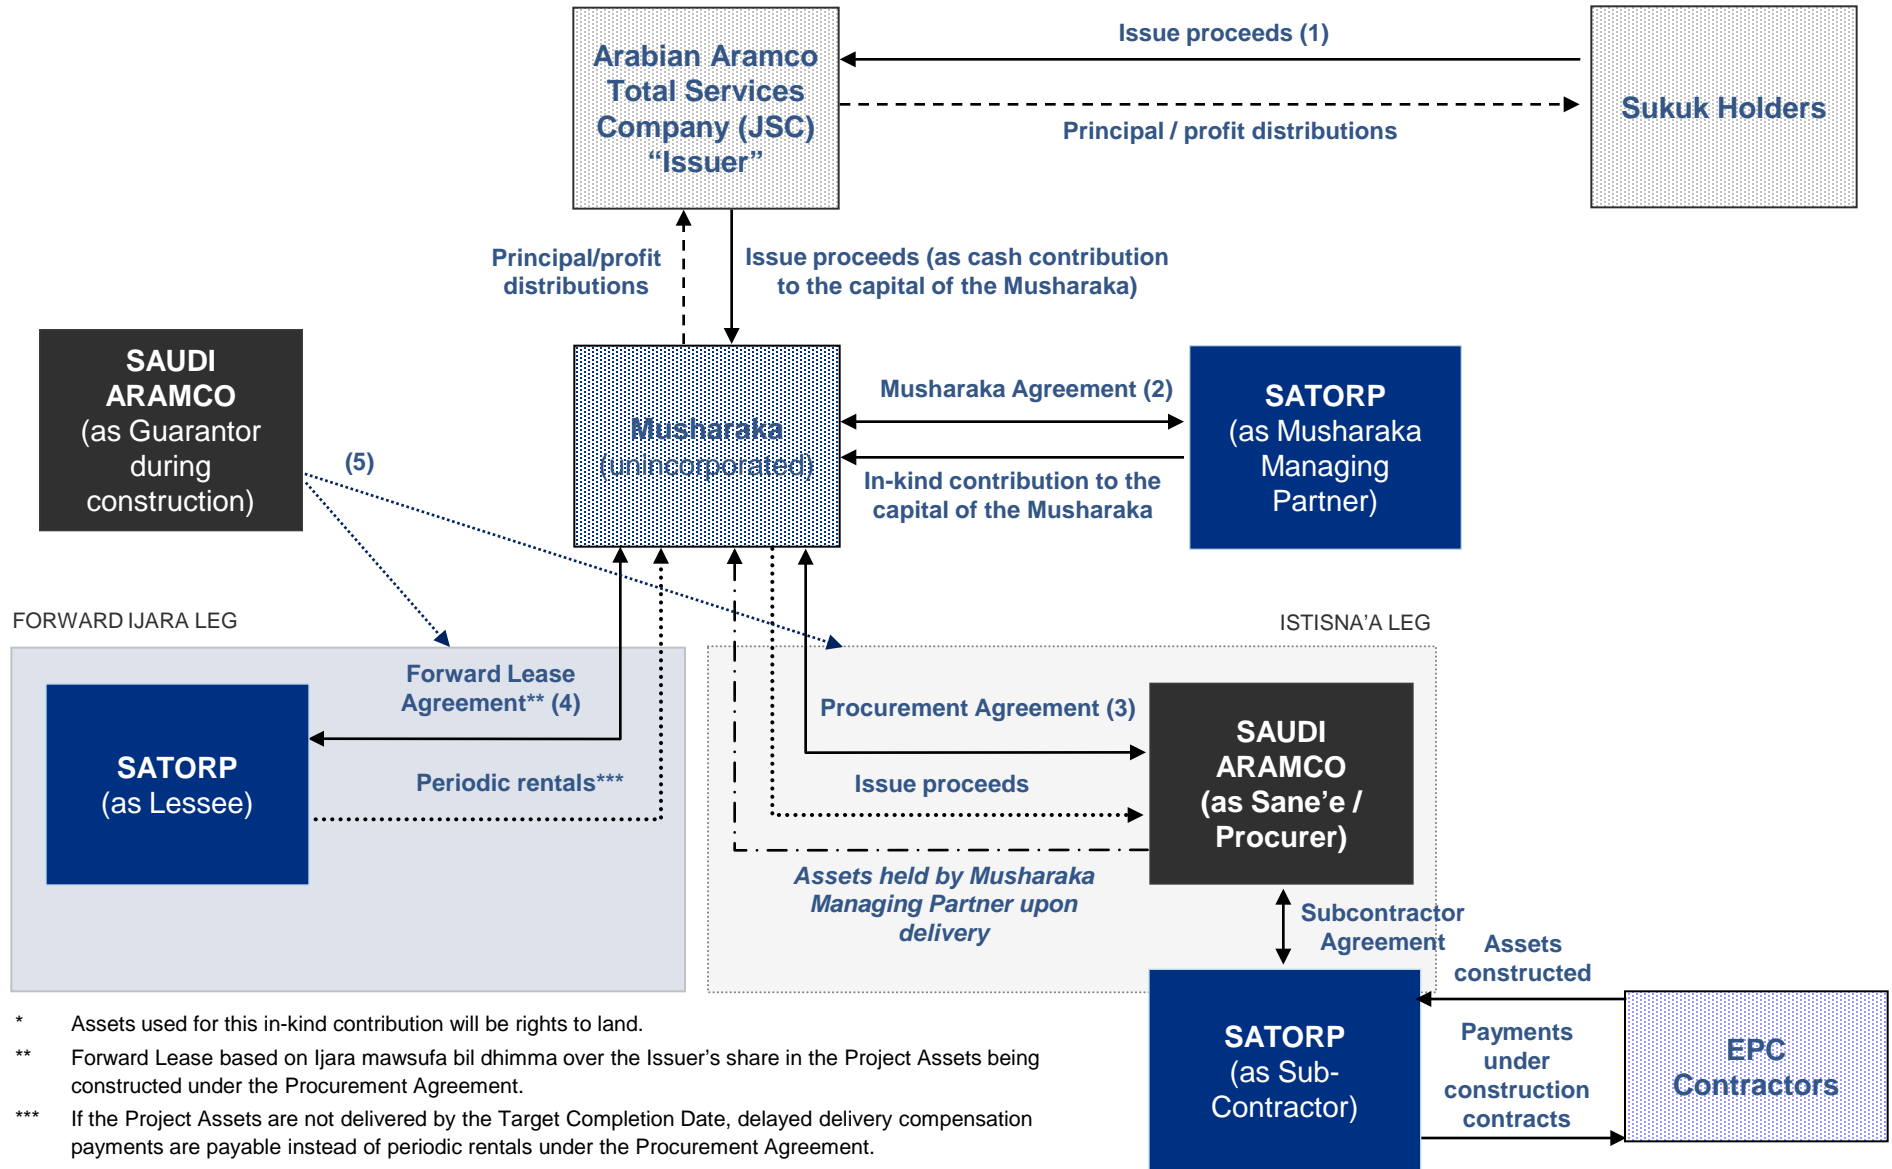 Arabian Aramco
Total Services
Company (JSC)
“Issuer”
Issue proceeds (1)
Principal / profit distributions
Sukuk Holders
Principal/profit
distributions
Issue proceeds (as cash contribution
to the capital of the Musharaka)
SAUDI
ARAMCO
(as Guarantor
during
construction)
(5)
Musharaka
(unincorporated)
Musharaka Agreement (2)
In-kind contribution to the
capital of the Musharaka
SATORP
(as Musharaka
Managing
Partner)
FORWARD IJARA LEG
Forward Lease
Agreement** (4)
SATORP
(as Lessee)
Periodic rentals***
ISTISNA’A LEG
Procurement Agreement (3)
Issue proceeds
SAUDI
ARAMCO
(as Sane’e /
Procurer)
Assets held by Musharaka
Managing Partner upon
delivery
Subcontractor
Agreement
Assets
constructed
SATORP
(as Sub-
Contractor)
Payments
under
construction
contracts
EPC
Contractors
* Assets used for this in-kind contribution will be rights to land.
** Forward Lease based on Ijara mawsufa bil dhimma over the Issuer’s share in the Project Assets being
constructed under the Procurement Agreement.
*** If the Project Assets are not delivered by the Target Completion Date, delayed delivery compensation
payments are payable instead of periodic rentals under the Procurement Agreement.